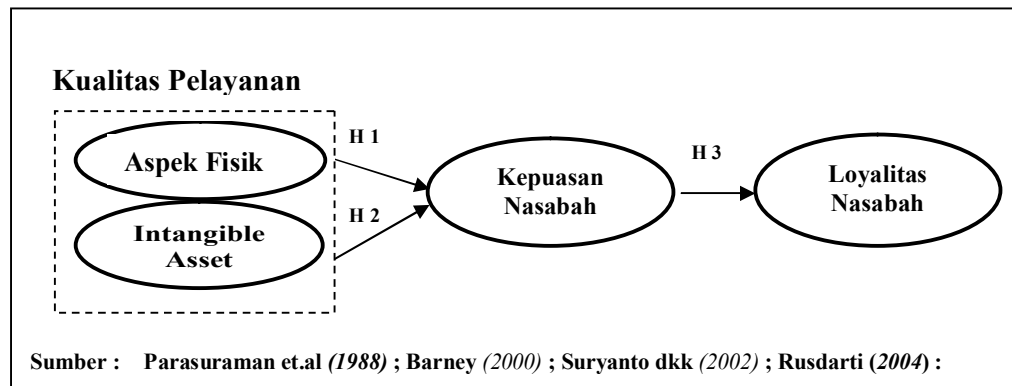 Kualitas Pelayanan
Aspek Fisik
H 1
Intangible
Asset
H 2
Kepuasan
Nasabah
H 3
Loyalitas
Nasabah
Sumber : Parasuraman et.al (1988) ; Barney (2000) ; Suryanto dkk (2002) ; Rusdarti (2004) :